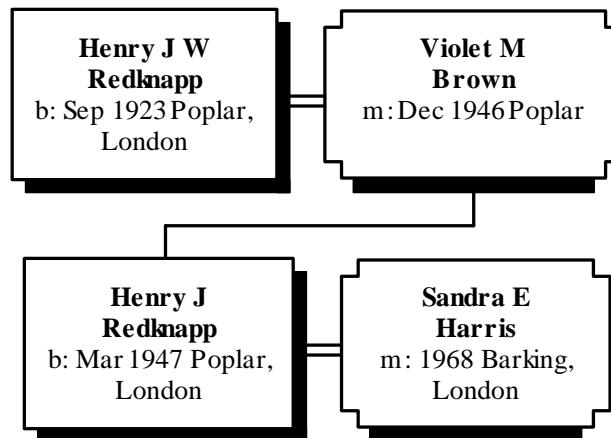 Henry J W
Redknapp
b: Sep 1923 Poplar,
London
Violet M
Brown
m: Dec 1946 Poplar
Henry J
Redknapp
b: Mar 1947 Poplar,
London
Sandra E
Harris
m: 1968 Barking,
London